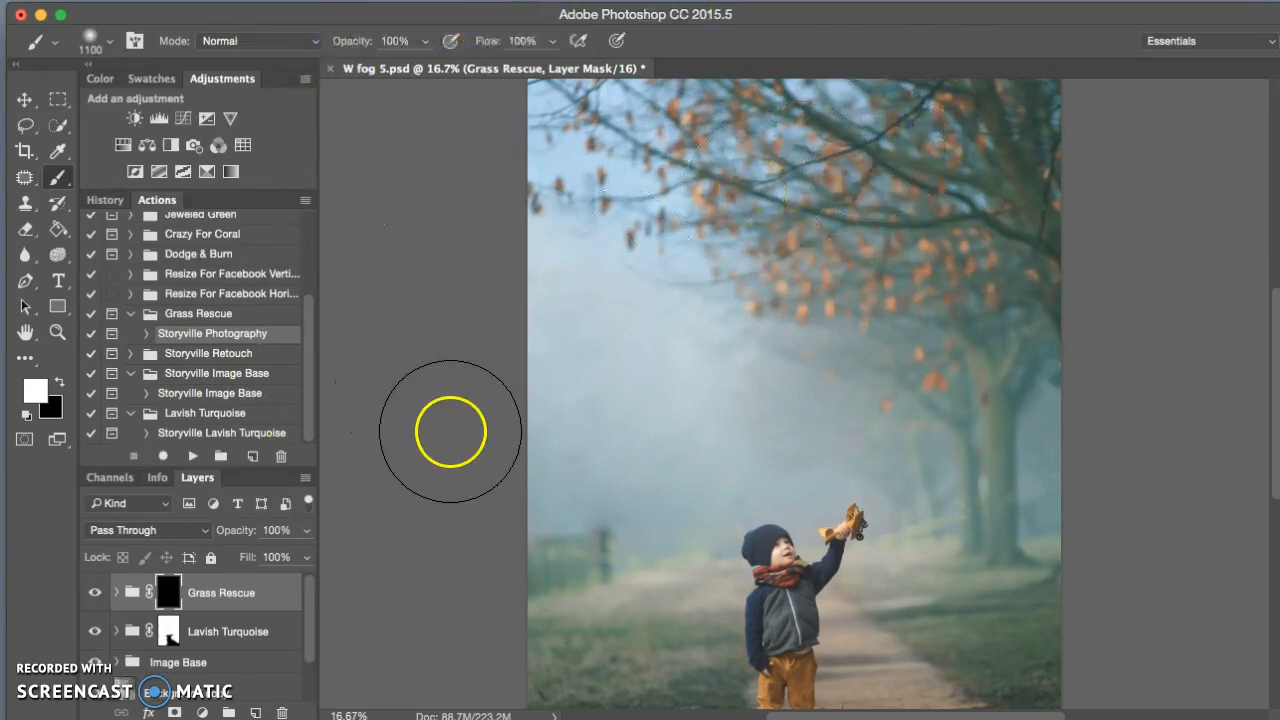 Adobe Photoshop CC 2015.5
1100 Mode: Normal Opacity: 100% Flow: 100% Essentials
Color Swatches Adjustments
W fog 5.psd @ 16.7% (Grass Rescue, Layer Mask/16) *
Add an adjustment
History Actions
Jeweled Green
Crazy For Coral
Dodge & Burn
Resize For Facebook Verti...
Resize For Facebook Hori...
Grass Rescue
Storyville Photography
Storyville Retouch
Storyville Image Base
Storyville Image Base
Lavish Turquoise
Storyville Lavish Turquoise
Channels Info Layers
Kind
Pass Through Opacity: 100%
Lock: Fill: 100%
Grass Rescue
Lavish Turquoise
Image Base
RECORDED WITH
SCREENCAST MATIC
fx
16.67% Doc: 88.7M/223.2M